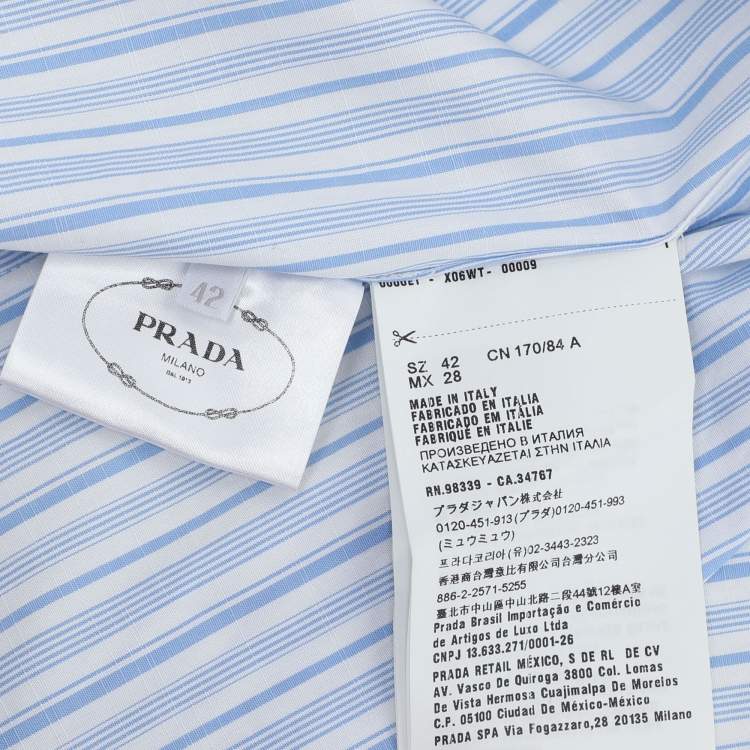 42
PRADA
MILANO
DAL 1913
X06WT- 00009
SZ 42 CN 170/84 A
MX 28
MADE IN ITALY
FABRICADO EN ITALIA
FABRICADO EM ITÀLIA
FABRIQUÉ EN ITALIE
ПРОИЗВЕДЕНО В ИТАЛИЯ
ΚΑΤΑΣΚΕΥΑΖΕΤΑΙ ΣΤΗΝ ΙΤΑΛΙΑ
RN.98339 - CA.34767
プラダジャパン株式会社
0120-451-913(プラダ)0120-451-993
(ミュウミュウ)
프라다코리아(유)02-3443-2323
香港商台灣意比有限公司台灣分公司
886-2-2571-5255
臺北市中山區中山北路二段44號12樓A室
Prada Brasil Importação e Comércio
de Artigos de Luxo Ltda
CNPJ 13.633.271/0001-26
PRADA RETAIL MÉXICO, S DE RL DE CV
AV. Vasco De Quiroga 3800 Col. Lomas
De Vista Hermosa Cuajimalpa De Morelos
C.P. 05100 Ciudad De México-México
PRADA SPA Via Fogazzaro,28 20135 Milano